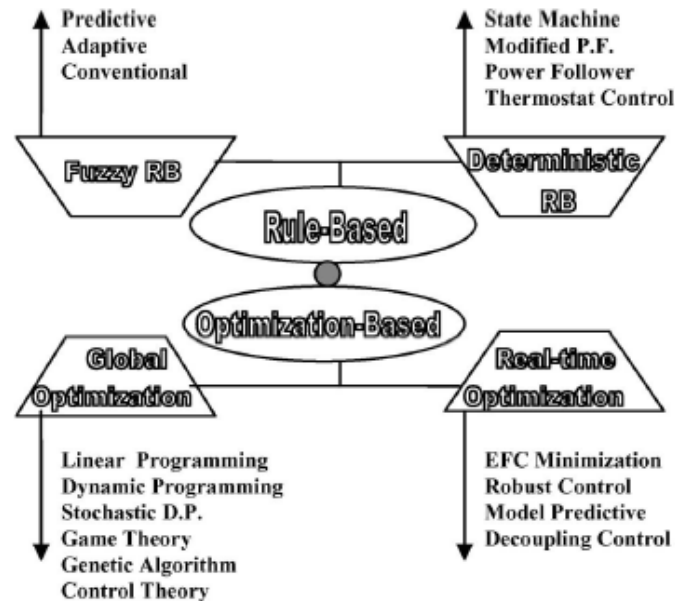 Predictive
Adaptive
Conventional
State Machine
Modified P.F.
Power Follower
Thermostat Control
Fuzzy RB
Deterministic
RB
Rule-Based
Optimization-Based
Global
Optimization
Real-time
Optimization
Linear Programming
Dynamic Programming
Stochastic D.P.
Game Theory
Genetic Algorithm
Control Theory
EFC Minimization
Robust Control
Model Predictive
Decoupling Control